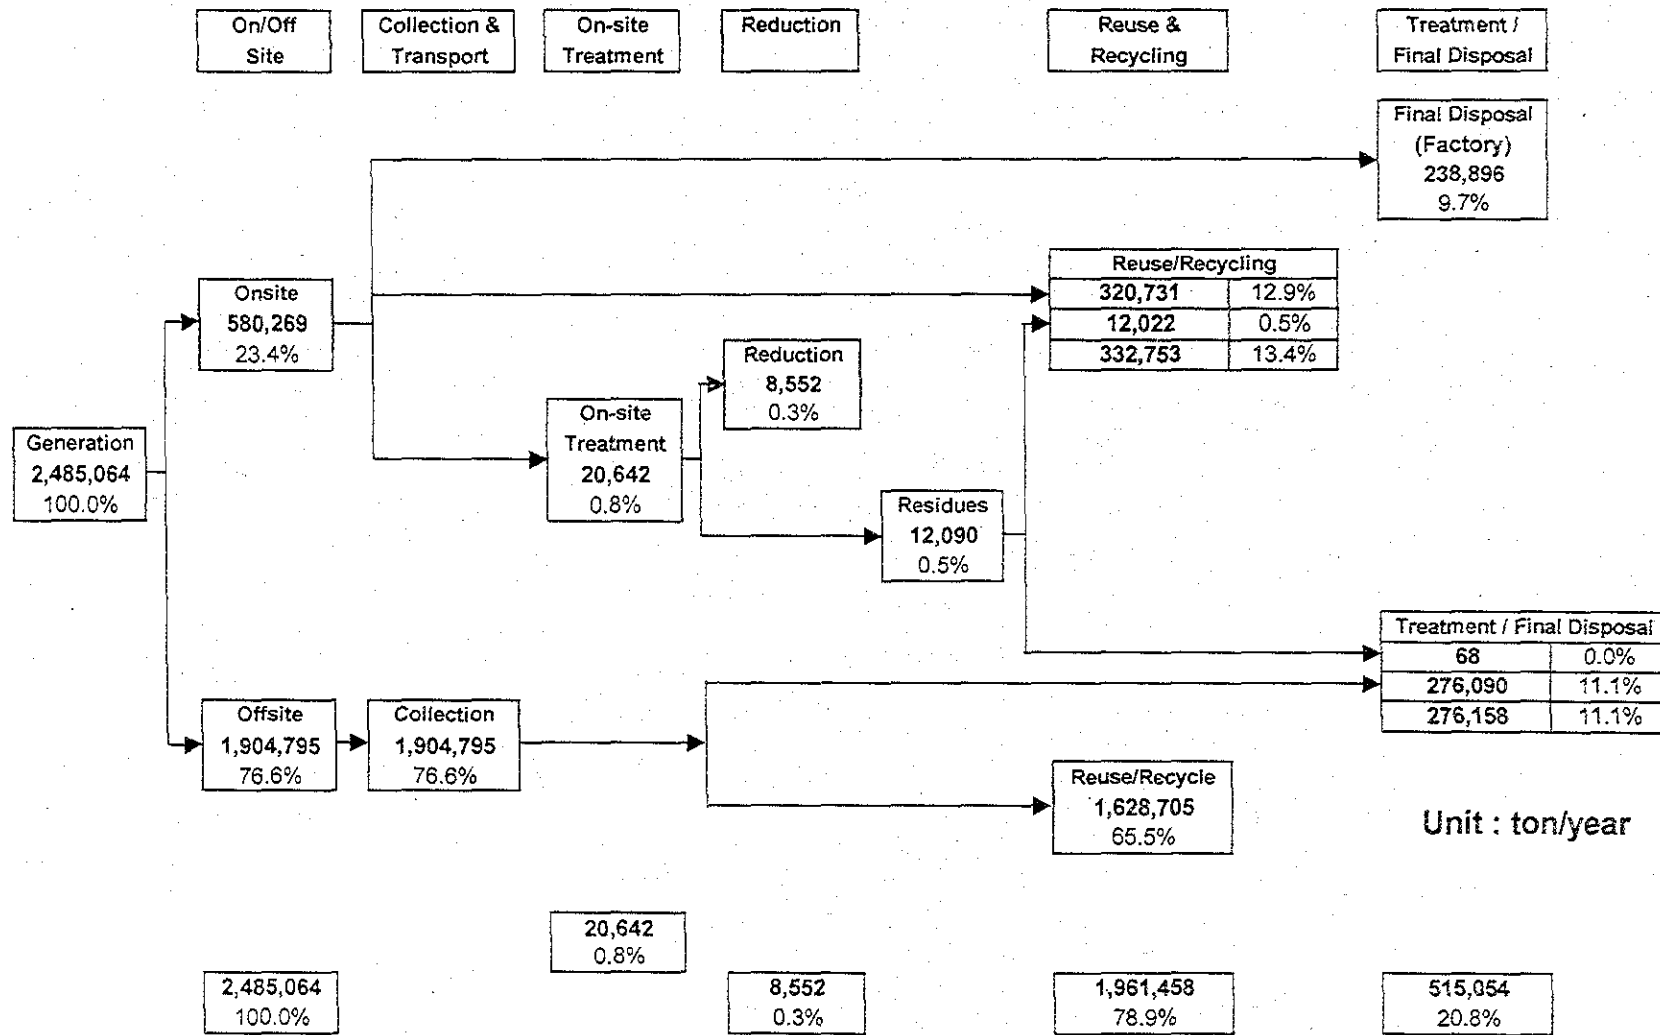 On/Off
Site
Collection &
Transport
On-site
Treatment
Reduction
Reuse &
Recycling
Treatment /
Final Disposal
Final Disposal
(Factory)
238,896
9.7%
Onsite
580,269
23.4%
Reuse/Recycling
320,731 12.9%
12,022 0.5%
332,753 13.4%
Reduction
8,552
0.3%
On-site
Treatment
20,642
0.8%
Generation
2,485,064
100.0%
Residues
12,090
0.5%
Treatment / Final Disposal
68 0.0%
276,090 11.1%
276,158 11.1%
Offsite
1,904,795
76.6%
Collection
1,904,795
76.6%
Reuse/Recycle
1,628,705
65.5%
Unit : ton/year
20,642
0.8%
2,485,064
100.0%
8,552
0.3%
1,961,458
78.9%
515,054
20.8%